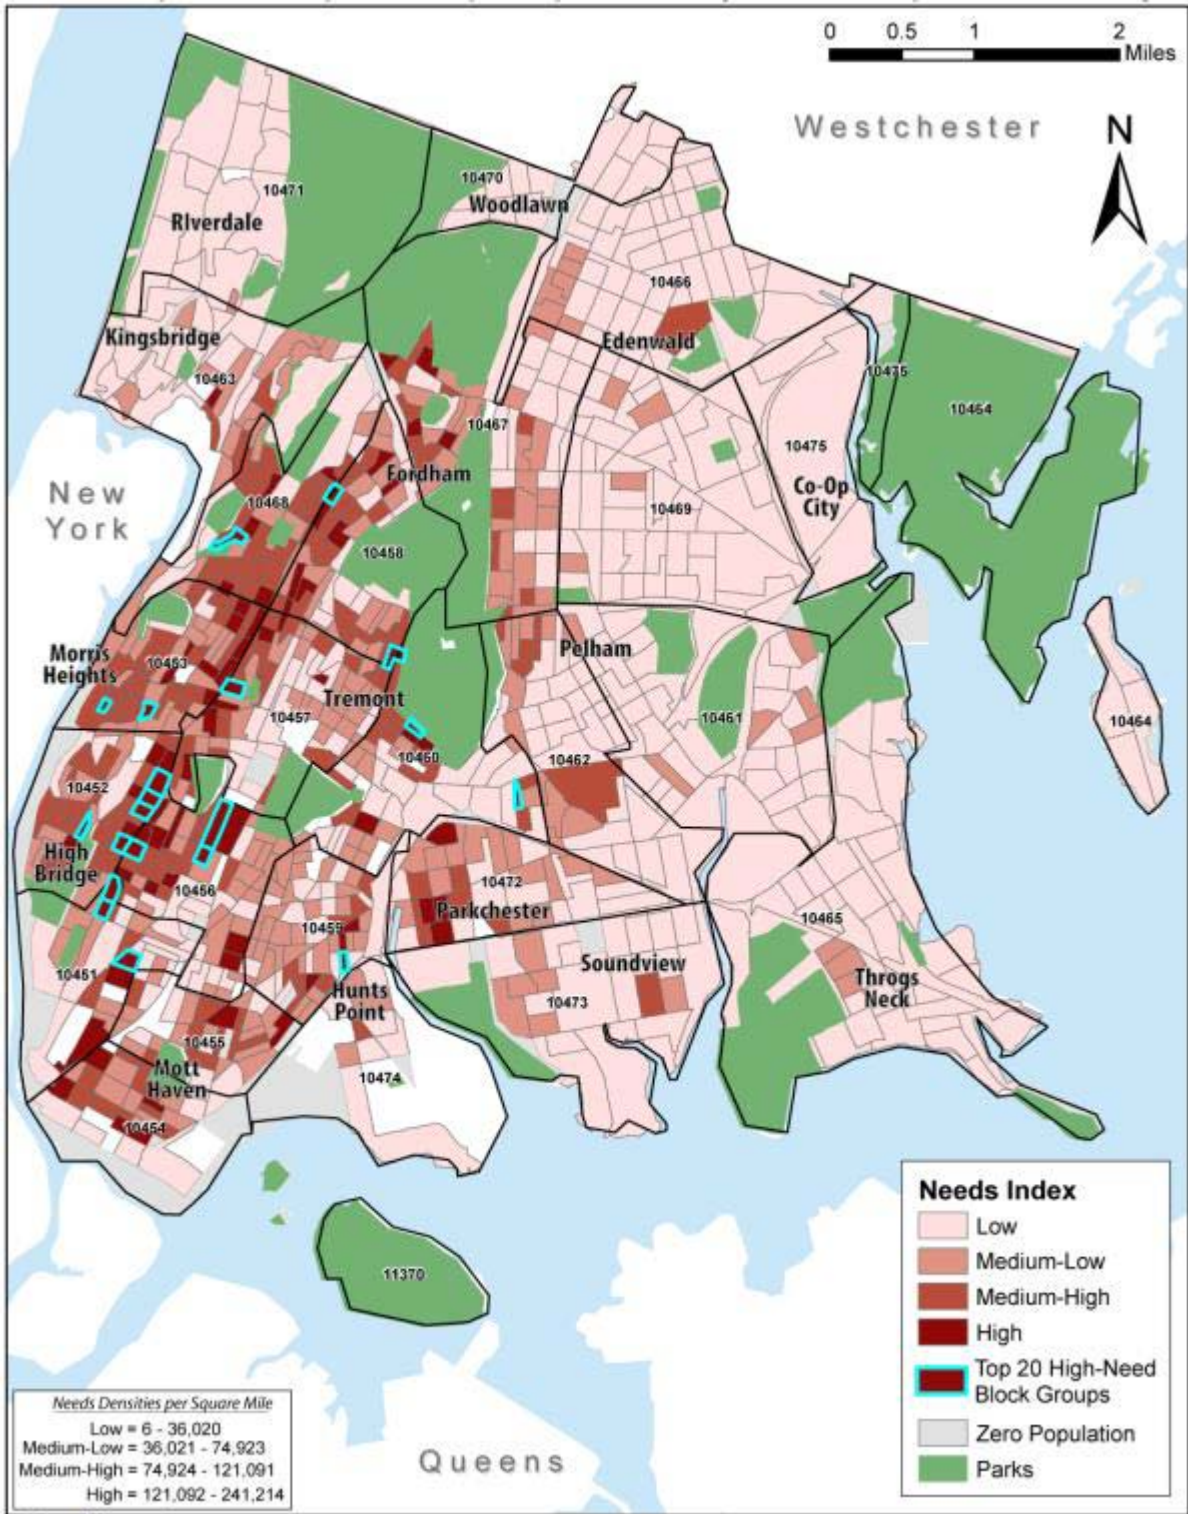 0 0.5 1 2
Miles
Westchester
N
10470
Woodlawn
10471
RIverdale
10466
Edenwald
Kingsbridge
10463
10475
10464
10467
10475
Fordham
Co-Op
City
New
York
10468
10469
10458
Morris
Heights
10453
Pelham
Tremont
10457
10461
10464
10460
10462
10452
High
Bridge
10456
10472
Parkchester
10459
10465
10451
Soundview
Throgs
Neck
Hunts
Point
10473
10455
Mott
Haven
10474
10454
11370
Queens
Needs Index
Low
Medium-Low
Medium-High
High
Top 20 High-Need
Block Groups
Zero Population
Parks
Needs Densities per Square Mile
Low = 6 - 36,020
Medium-Low = 36,021 - 74,923
Medium-High = 74,924 - 121,091
High = 121,092 - 241,214